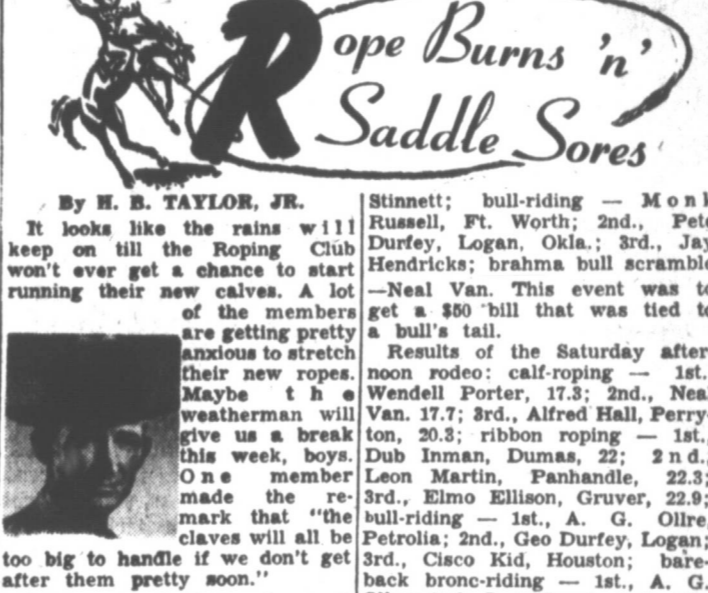 Rope Burns 'n'
Saddle Sores
By H. B. TAYLOR, JR.
It looks like the rains will
keep on till the Roping Club
won't ever get a chance to start
running their new calves. A lot
of the members
are getting pretty
anxious to stretch
their new ropes.
Maybe the
weatherman will
give us a break
this week, boys.
One member
made the re-
mark that "the
claves will all be
too big to handle if we don't get
after them pretty soon."
Stinnett; bull-riding — Monk
Russell, Ft. Worth; 2nd., Pete
Durfey, Logan, Okla.; 3rd., Jay
Hendricks; brahma bull scramble
—Neal Van. This event was to
get a $50 bill that was tied to
a bull's tail.
Results of the Saturday after-
noon rodeo: calf-roping — 1st.,
Wendell Porter, 17.3; 2nd., Neal
Van. 17.7; 3rd., Alfred Hall, Perry-
ton, 20.3; ribbon roping — 1st.,
Dub Inman, Dumas, 22; 2nd.,
Leon Martin, Panhandle, 22.3;
3rd., Elmo Ellison, Gruver, 22.9;
bull-riding — 1st., A. G. Ollre,
Petrolia; 2nd., Geo Durfey, Logan;
3rd., Cisco Kid, Houston; bare-
back bronc-riding — 1st., A. G.